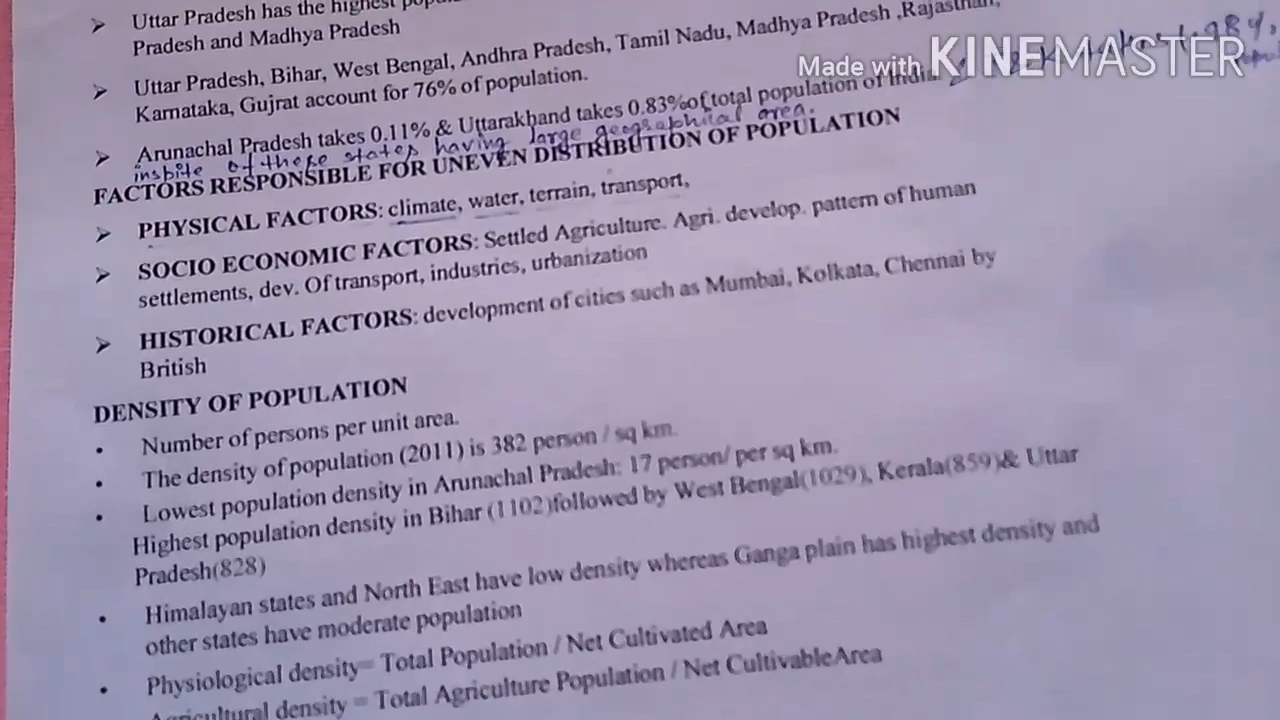 Uttar Pradesh has the highest
Pradesh and Madhya Pradesh
Uttar Pradesh, Bihar, West Bengal, Andhra Pradesh, Tamil Nadu, Madhya Pradesh ,Rajasthan,
Karnataka, Gujrat account for 76% of population.
Arunachal Pradesh takes 0.11% & Uttarakhand takes 0.83%of total population of India
inspite of these states having large geographical area.
FACTORS RESPONSIBLE FOR UNEVEN DISTRIBUTION OF POPULATION
PHYSICAL FACTORS: climate, water, terrain, transport,
SOCIO ECONOMIC FACTORS: Settled Agriculture. Agri. develop. pattern of human
settlements, dev. Of transport, industries, urbanization
HISTORICAL FACTORS: development of cities such as Mumbai, Kolkata, Chennai by
British
DENSITY OF POPULATION
• Number of persons per unit area.
• The density of population (2011) is 382 person / sq km.
• Lowest population density in Arunachal Pradesh: 17 person/ per sq km.
Highest population density in Bihar (1102)followed by West Bengal(1029), Kerala(859)& Uttar
Pradesh(828)
• Himalayan states and North East have low density whereas Ganga plain has highest density and
other states have moderate population
• Physiological density= Total Population / Net Cultivated Area
Agricultural density = Total Agriculture Population / Net CultivableArea
Made with KINEMASTER